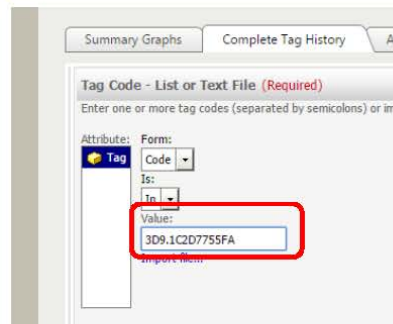 Summary Graphs Complete Tag History
Tag Code - List or Text File (Required)
Enter one or more tag codes (separated by semicolons) or im
Attribute: Form:
Tag Code
Is:
In
Value:
3D9.1C2D7755FA
Import file...